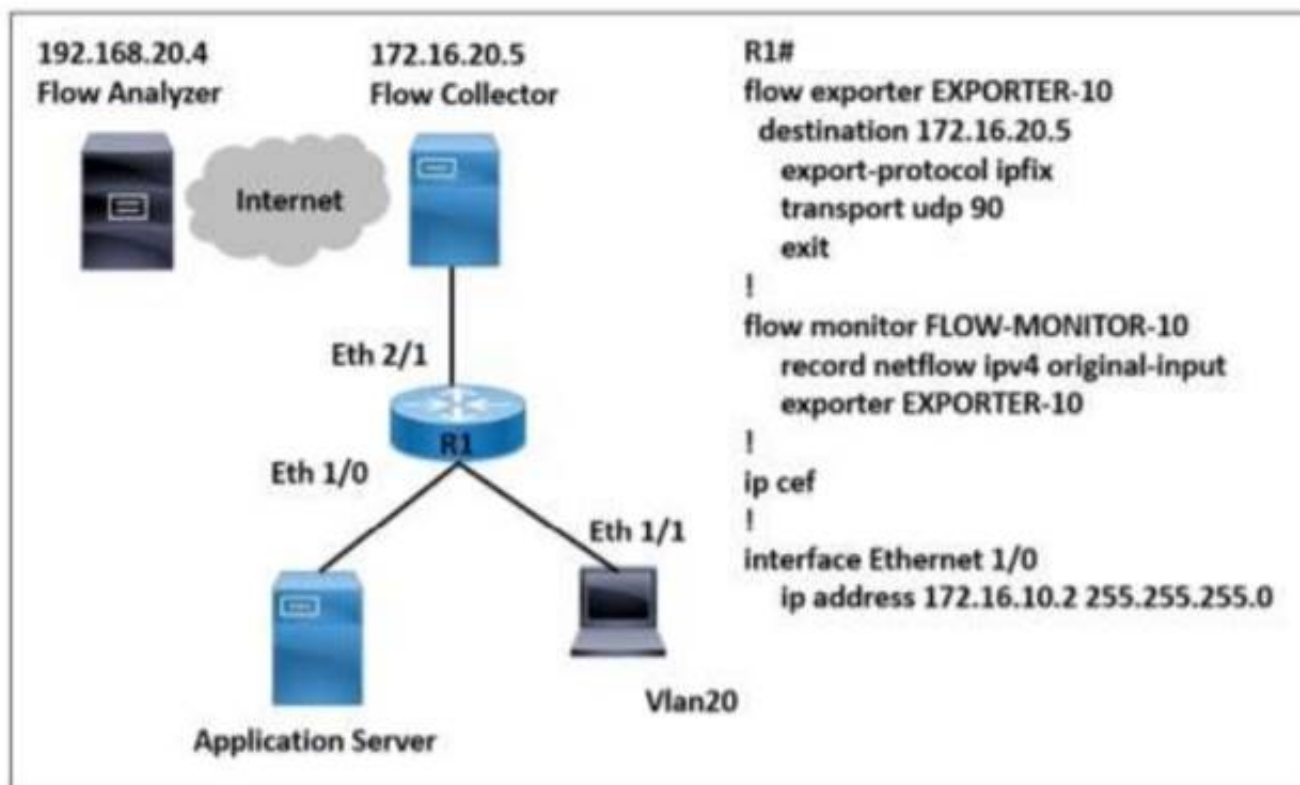 192.168.20.4
Flow Analyzer
172.16.20.5
Flow Collector
Internet
Eth 2/1
R1
Eth 1/0
Eth 1/1
Application Server
Vlan20
R1#
flow exporter EXPORTER-10
destination 172.16.20.5
export-protocol ipfix
transport udp 90
exit
!
flow monitor FLOW-MONITOR-10
record netflow ipv4 original-input
exporter EXPORTER-10
!
ip cef
!
interface Ethernet 1/0
ip address 172.16.10.2 255.255.255.0